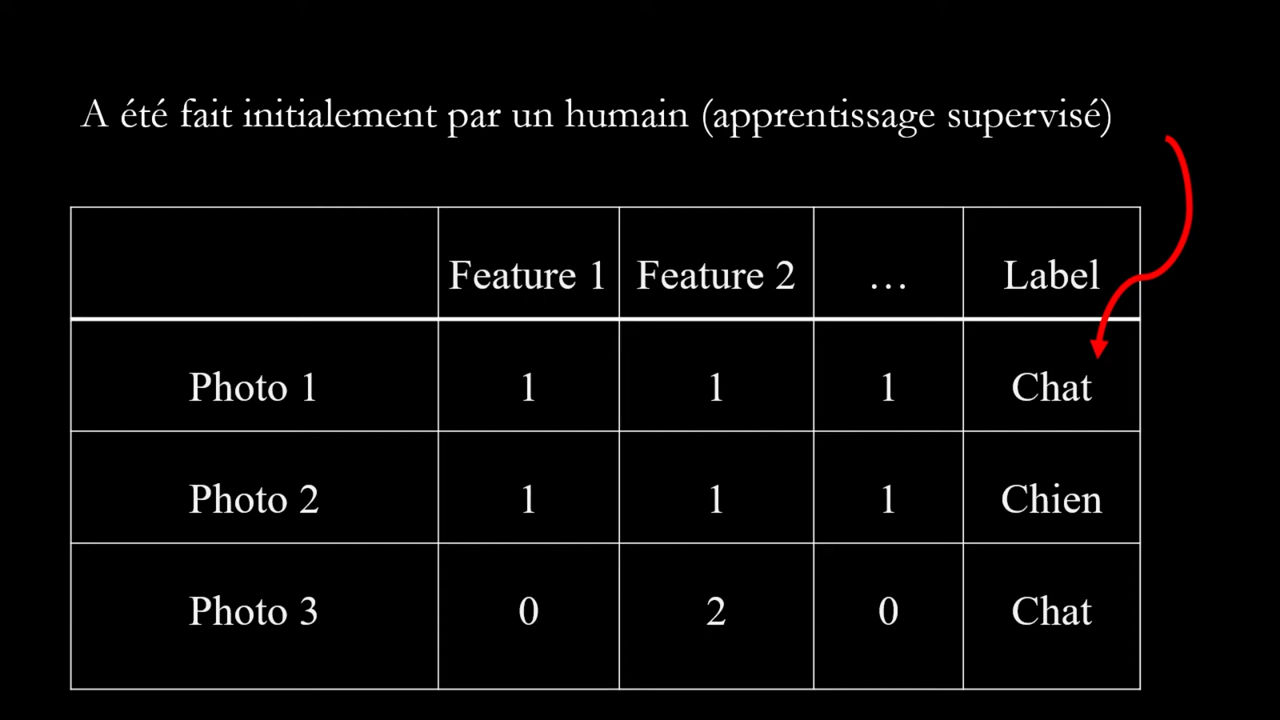 A été fait initialement par un humain (apprentissage supervisé)
Feature 1 Feature 2 … Label
Photo 1 1 1 1 Chat
Photo 2 1 1 1 Chien
Photo 3 0 2 0 Chat